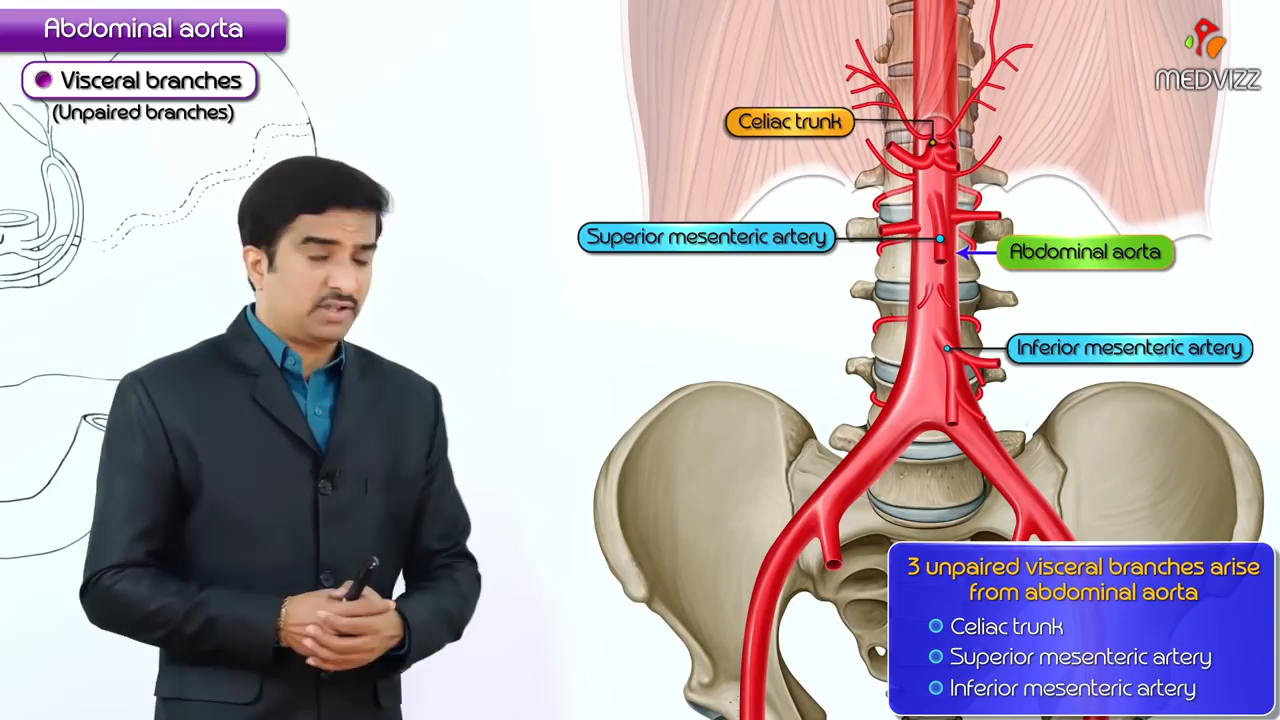 Abdominal aorta
Visceral branches
(Unpaired branches)
MEDVIZZ
Celiac trunk
Superior mesenteric artery
Abdominal aorta
Inferior mesenteric artery
3 unpaired visceral branches arise
from abdominal aorta
Celiac trunk
Superior mesenteric artery
Inferior mesenteric artery